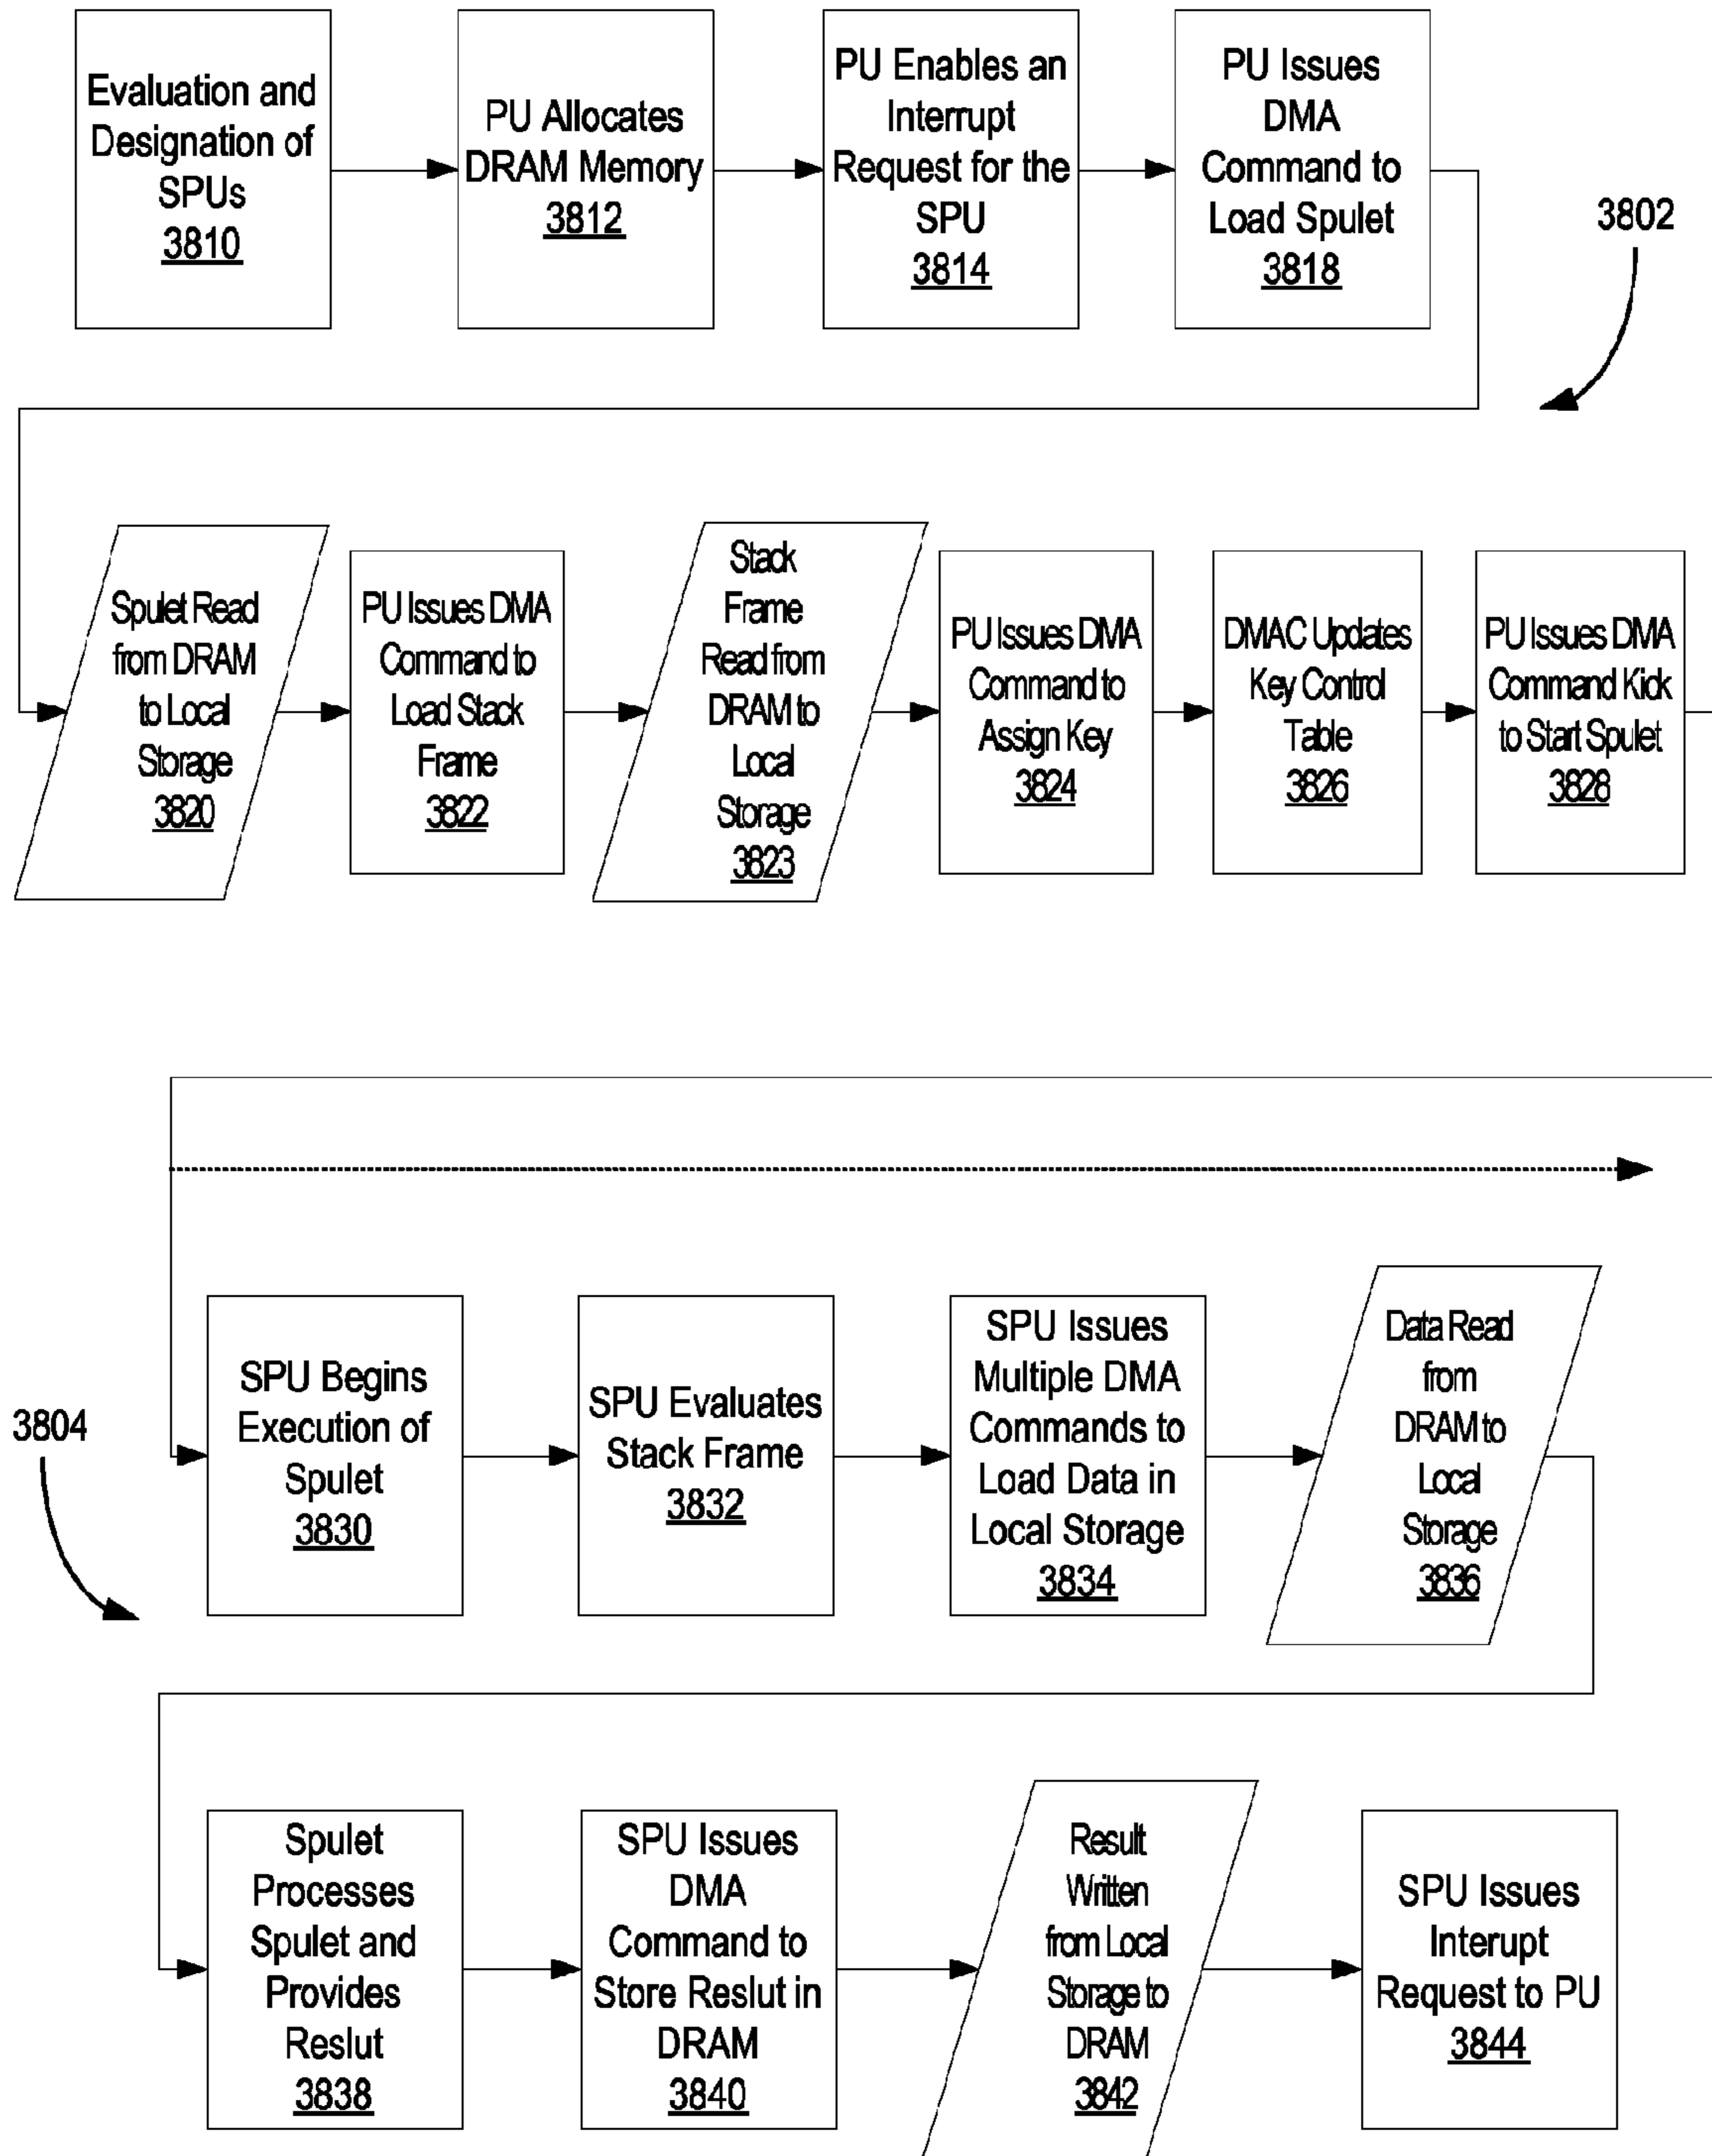 Evaluation and
Designation of
SPUs
3810
PU Allocates
DRAM Memory
3812
PU Enables an
Interrupt
Request for the
SPU
3814
PU Issues
DMA
Command to
Load Spulet
3818
3802
Spulet Read
from DRAM
to Local
Storage
3820
PU Issues DMA
Command to
Load Stack
Frame
3822
Stack
Frame
Read from
DRAM to
Local
Storage
3823
PU Issues DMA
Command to
Assign Key
3824
DMAC Updates
Key Control
Table
3826
PU Issues DMA
Command Kick
to Start Spulet
3828
3804
SPU Begins
Execution of
Spulet
3830
SPU Evaluates
Stack Frame
3832
SPU Issues
Multiple DMA
Commands to
Load Data in
Local Storage
3834
Data Read
from
DRAM to
Local
Storage
3836
Spulet
Processes
Spulet and
Provides
Reslut
3838
SPU Issues
DMA
Command to
Store Reslut in
DRAM
3840
Result
Written
from Local
Storage to
DRAM
3842
SPU Issues
Interupt
Request to PU
3844